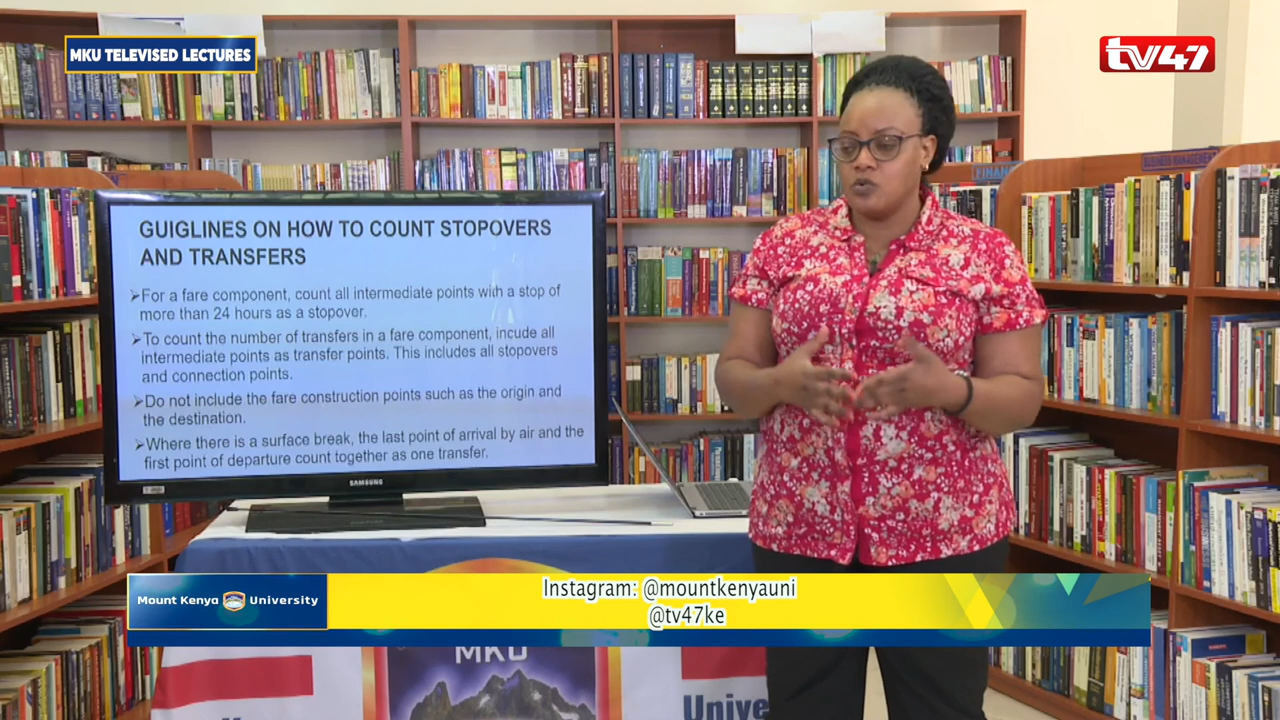 MKU TELEVISED LECTURES
tv47
FINANCE
BUSINESS MANAGEMENT
GUIGLINES ON HOW TO COUNT STOPOVERS
AND TRANSFERS
➢For a fare component, count all intermediate points with a stop of
more than 24 hours as a stopover.
➢To count the number of transfers in a fare component, incude all
intermediate points as transfer points. This includes all stopovers
and connection points.
➢Do not include the fare construction points such as the origin and
the destination.
➢Where there is a surface break, the last point of arrival by air and the
first point of departure count together as one transfer.
SAMSUNG
Instagram: @mountkenyauni
@tv47ke
Mount Kenya University
MKU